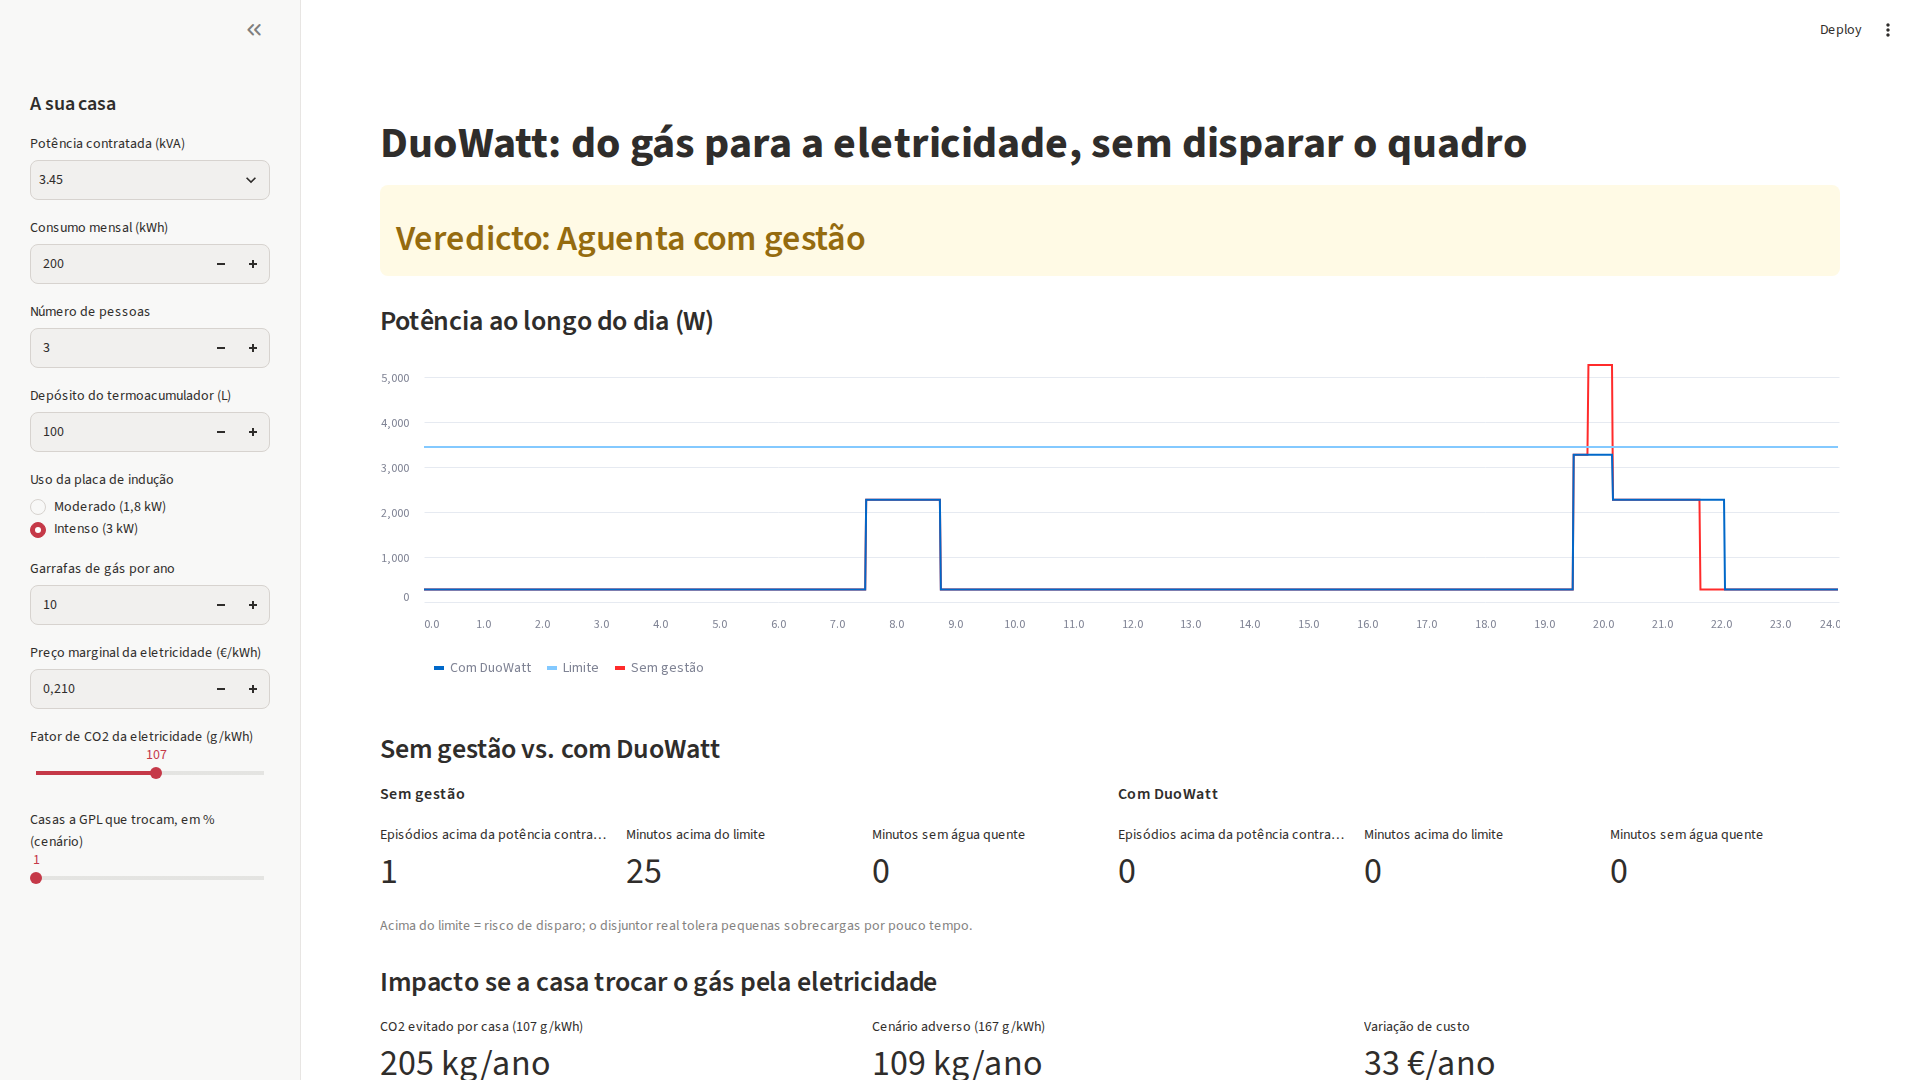 Deploy
A sua casa
Potência contratada (kVA)
3.45
Consumo mensal (kWh)
200
Número de pessoas
3
Depósito do termoacumulador (L)
100
Uso da placa de indução
Moderado (1,8 kW)
Intenso (3 kW)
Garrafas de gás por ano
10
Preço marginal da eletricidade (€/kWh)
0,210
Fator de CO2 da eletricidade (g/kWh)
107
Casas a GPL que trocam, em %
(cenário)
1
DuoWatt: do gás para a eletricidade, sem disparar o quadro
Veredicto: Aguenta com gestão
Potência ao longo do dia (W)
5,000
4,000
3,000
2,000
1,000
0
0.0 1.0 2.0 3.0 4.0 5.0 6.0 7.0 8.0 9.0 10.0 11.0 12.0 13.0 14.0 15.0 16.0 17.0 18.0 19.0 20.0 21.0 22.0 23.0 24.0
Com DuoWatt Limite Sem gestão
Sem gestão vs. com DuoWatt
Sem gestão
Episódios acima da potência contra… Minutos acima do limite Minutos sem água quente
1 25 0
Com DuoWatt
Episódios acima da potência contra… Minutos acima do limite Minutos sem água quente
0 0 0
Acima do limite = risco de disparo; o disjuntor real tolera pequenas sobrecargas por pouco tempo.
Impacto se a casa trocar o gás pela eletricidade
CO2 evitado por casa (107 g/kWh) Cenário adverso (167 g/kWh) Variação de custo
205 kg/ano 109 kg/ano 33 €/ano